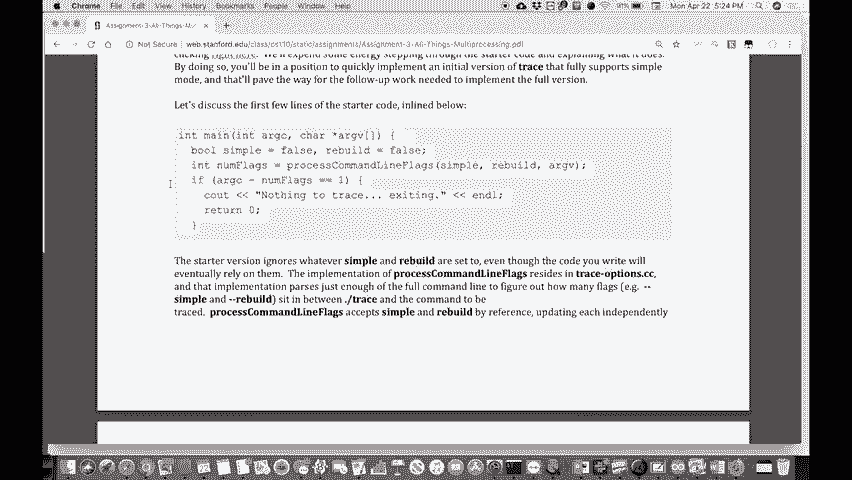 Chrome File Edit View History Bookmarks People Window Help
91% Mon Apr 22 5:24 PM
Assignment-3-All-Things-Mu
Not Secure web.stanford.edu/class/cs110/static/assignments/Assignment-3-All-Things-Multiprocessing.pdf
clicking right here. We'll expend some energy stepping through the starter code and explaining what it does.
By doing so, you'll be in a position to quickly implement an initial version of trace that fully supports simple
mode, and that'll pave the way for the follow-up work needed to implement the full version.
Let's discuss the first few lines of the starter code, inlined below:
int main(int argc, char *argv[]) {
bool simple = false, rebuild = false;
int numFlags = processCommandLineFlags(simple, rebuild, argv);
if (argc - numFlags == 1) {
cout << "Nothing to trace... exiting." << endl;
return 0;
}
The starter version ignores whatever simple and rebuild are set to, even though the code you write will
eventually rely on them. The implementation of processCommandLineFlags resides in trace-options.cc,
and that implementation parses just enough of the full command line to figure out how many flags (e.g. --
simple and --rebuild) sit in between ./trace and the command to be
traced. processCommandLineFlags accepts simple and rebuild by reference, updating each independently